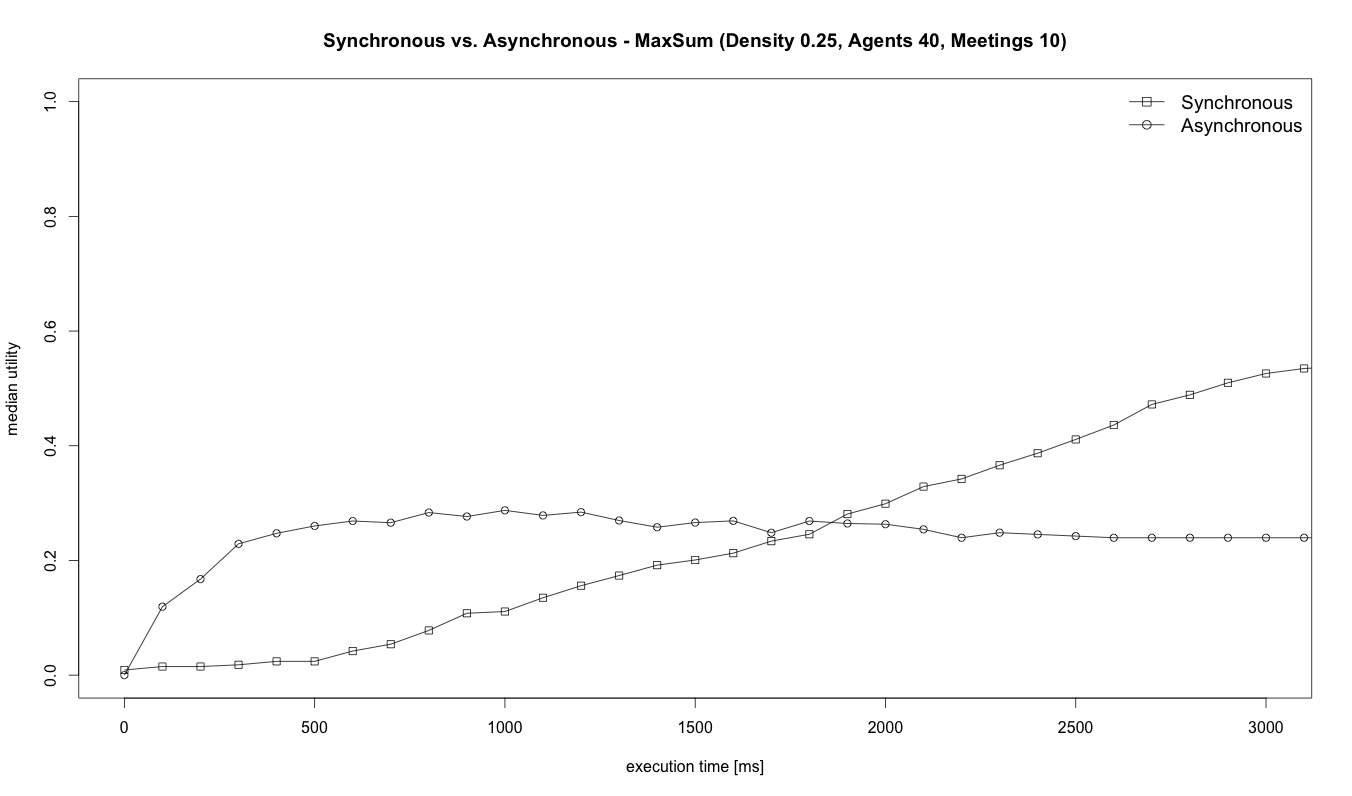 Synchronous vs. Asynchronous - MaxSum (Density 0.25, Agents 40, Meetings 10)
Synchronous
Asynchronous
median utility
1.0
0.8
0.6
0.4
0.2
0.0
0 500 1000 1500 2000 2500 3000
execution time [ms]